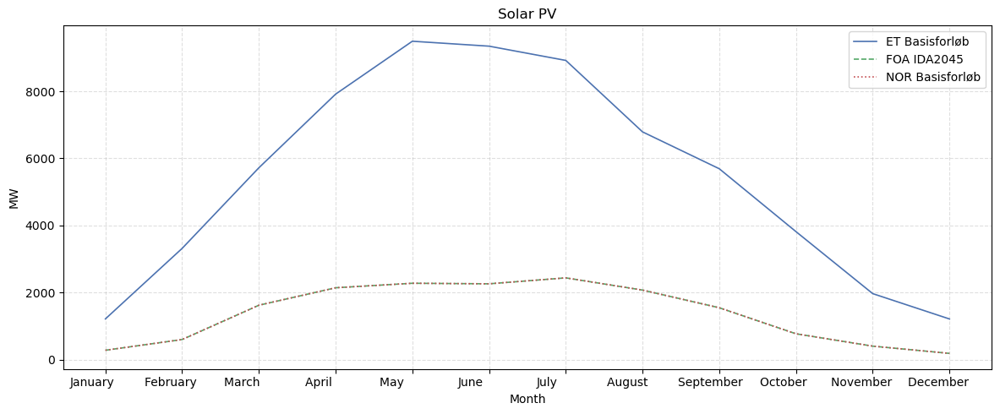 Solar PV
ET Basisforløb
FOA IDA2045
NOR Basisforløb
MW
8000
6000
4000
2000
0
January February March April May June July August September October November December
Month